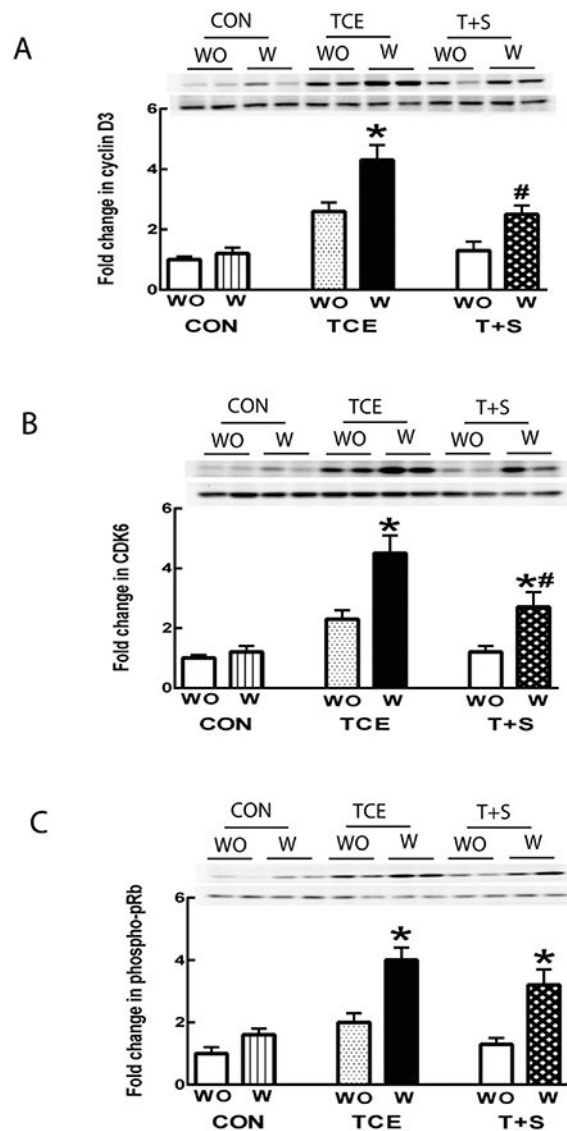 A
CON TCE T+S
WO W WO W WO W
Fold change in cyclin D3
6
*
4
#
2
0
WO W WO W WO W
CON TCE T+S
B
CON TCE T+S
WO W WO W WO W
Fold change in CDK6
6
*
4
*#
2
0
WO W WO W WO W
CON TCE T+S
C
CON TCE T+S
WO W WO W WO W
Fold change in phospho-pRb
6
* *
4
2
0
WO W WO W WO W
CON TCE T+S